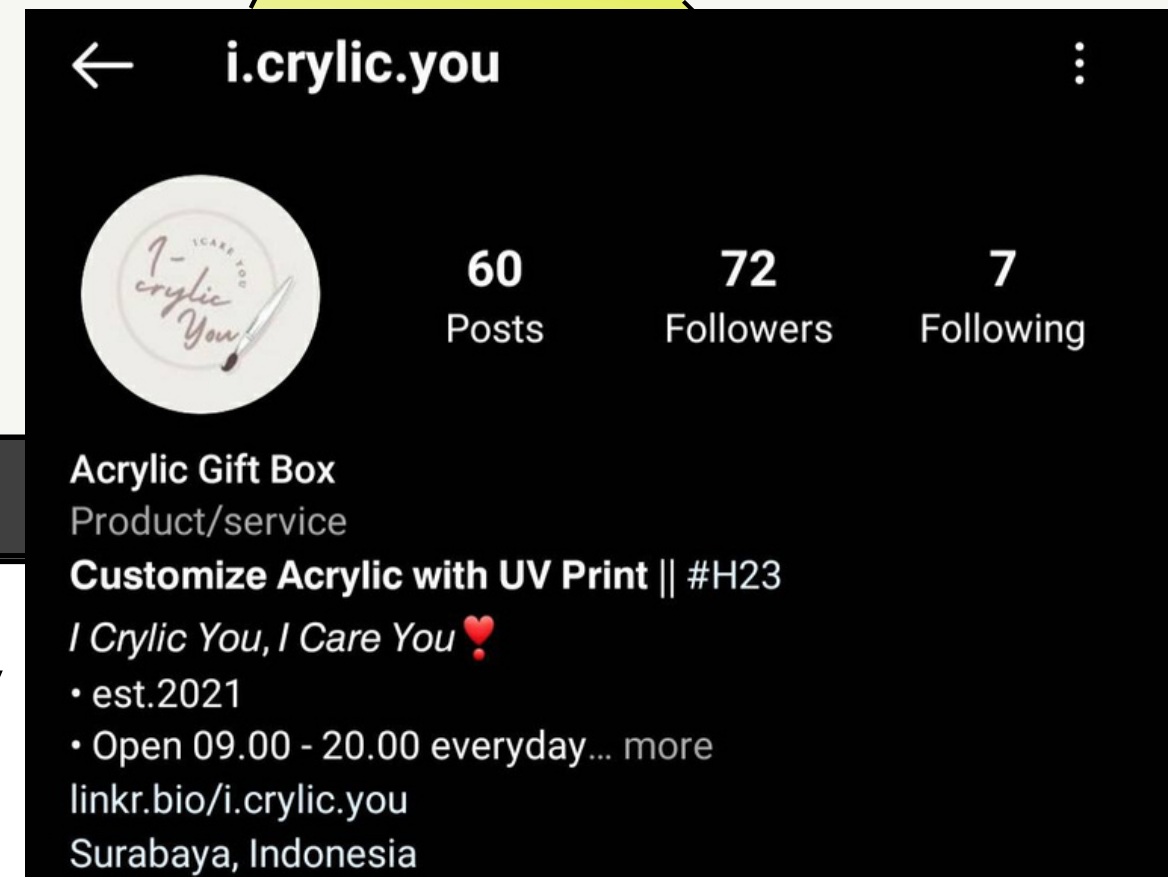 i.crylic.you
I-
crylic
You
ICARE YOU
60
Posts
72
Followers
7
Following
Acrylic Gift Box
Product/service
Customize Acrylic with UV Print || #H23
I Crylic You, I Care You❣️
• est.2021
• Open 09.00 - 20.00 everyday... more
linkr.bio/i.crylic.you
Surabaya, Indonesia